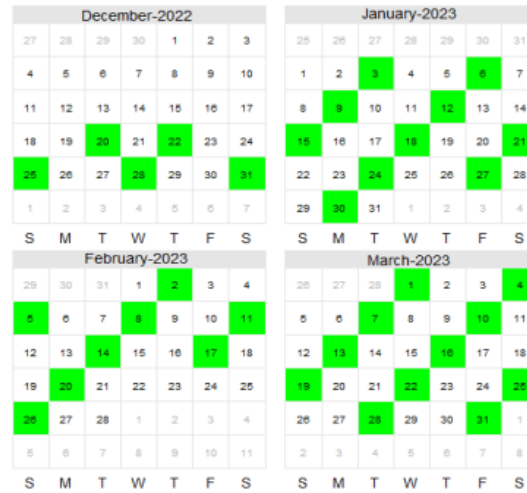 December-2022
27 28 29 30 1 2 3
4 5 6 7 8 9 10
11 12 13 14 15 16 17
18 19 20 21 22 23 24
25 26 27 28 29 30 31
1 2 3 4 5 6 7
S M T W T F S
January-2023
25 26 27 28 29 30 31
1 2 3 4 5 6 7
8 9 10 11 12 13 14
15 16 17 18 19 20 21
22 23 24 25 26 27 28
29 30 31 1 2 3 4
S M T W T F S
February-2023
29 30 31 1 2 3 4
5 6 7 8 9 10 11
12 13 14 15 16 17 18
19 20 21 22 23 24 25
26 27 28 1 2 3 4
5 6 7 8 9 10 11
S M T W T F S
March-2023
26 27 28 1 2 3 4
5 6 7 8 9 10 11
12 13 14 15 16 17 18
19 20 21 22 23 24 25
26 27 28 29 30 31 1
2 3 4 5 6 7 8
S M T W T F S